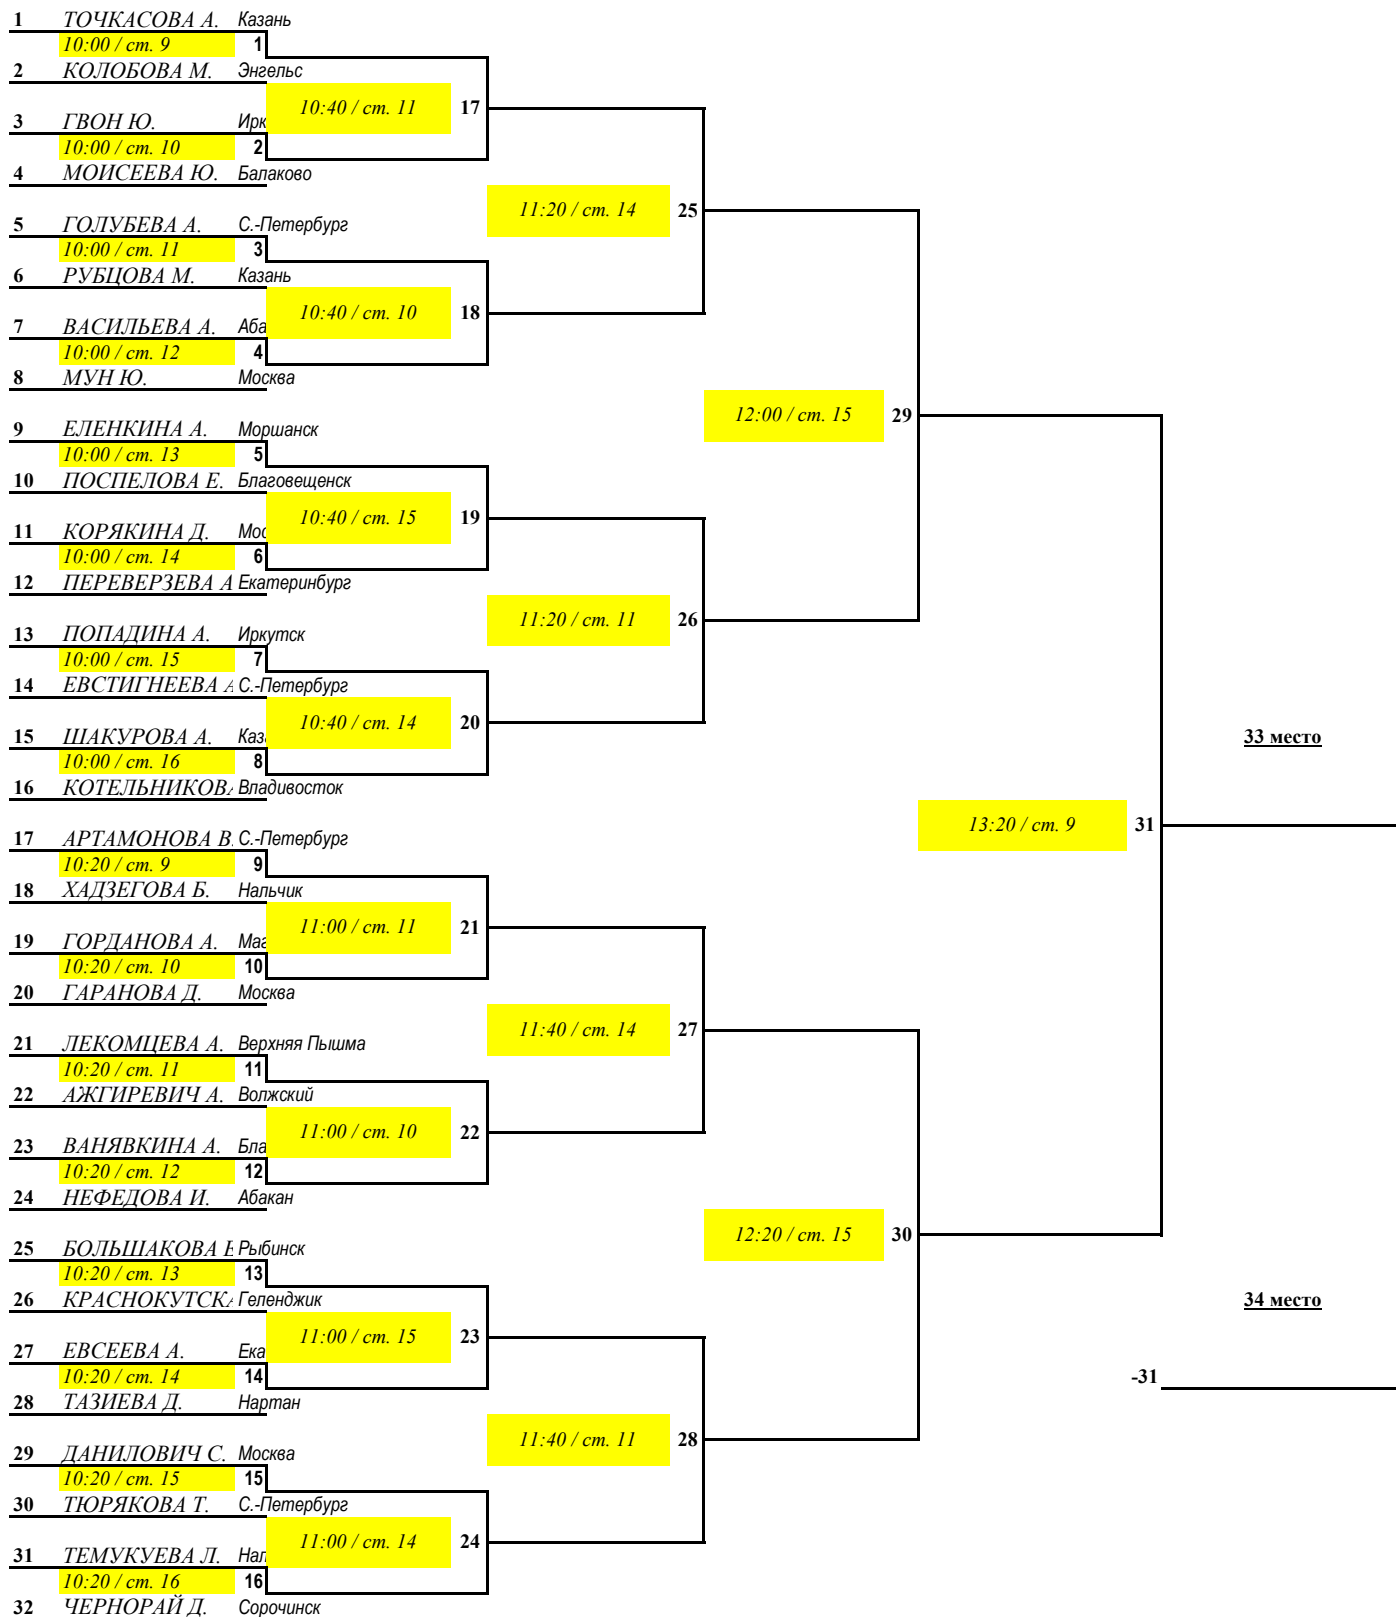 1 ТОЧКАСОВА А. Казань
10:00 / ст. 9 1
2 КОЛОБОВА М. Энгельс
10:40 / ст. 11 17
3 ГВОН Ю. Ирк
10:00 / ст. 10 2
4 МОИСЕЕВА Ю. Балаково
11:20 / ст. 14 25
5 ГОЛУБЕВА А. С.-Петербург
10:00 / ст. 11 3
6 РУБЦОВА М. Казань
10:40 / ст. 10 18
7 ВАСИЛЬЕВА А. Аба
10:00 / ст. 12 4
8 МУН Ю. Москва
12:00 / ст. 15 29
9 ЕЛЕНКИНА А. Моршанск
10:00 / ст. 13 5
10 ПОСПЕЛОВА Е. Благовещенск
10:40 / ст. 15 19
11 КОРЯКИНА Д. Мос
10:00 / ст. 14 6
12 ПЕРЕВЕРЗЕВА А Екатеринбург
11:20 / ст. 11 26
13 ПОПАДИНА А. Иркутск
10:00 / ст. 15 7
14 ЕВСТИГНЕЕВА А С.-Петербург
10:40 / ст. 14 20
15 ШАКУРОВА А. Каз
33 место
10:00 / ст. 16 8
16 КОТЕЛЬНИКОВА Владивосток
13:20 / ст. 9 31
17 АРТАМОНОВА В. С.-Петербург
10:20 / ст. 9 9
18 ХАДЗЕГОВА Б. Нальчик
11:00 / ст. 11 21
19 ГОРДАНОВА А. Маг
10:20 / ст. 10 10
20 ГАРАНОВА Д. Москва
11:40 / ст. 14 27
21 ЛЕКОМЦЕВА А. Верхняя Пышма
10:20 / ст. 11 11
22 АЖГИРЕВИЧ А. Волжский
11:00 / ст. 10 22
23 ВАНЯВКИНА А. Бла
10:20 / ст. 12 12
24 НЕФЕДОВА И. Абакан
12:20 / ст. 15 30
25 БОЛЬШАКОВА Е Рыбинск
10:20 / ст. 13 13
26 КРАСНОКУТСКА Геленджик
34 место
11:00 / ст. 15 23
27 ЕВСЕЕВА А. Ека
10:20 / ст. 14 14
-31
28 ТАЗИЕВА Д. Нартан
11:40 / ст. 11 28
29 ДАНИЛОВИЧ С. Москва
10:20 / ст. 15 15
30 ТЮРЯКОВА Т. С.-Петербург
11:00 / ст. 14 24
31 ТЕМУКУЕВА Л. Нал
10:20 / ст. 16 16
32 ЧЕРНОРАЙ Д. Сорочинск